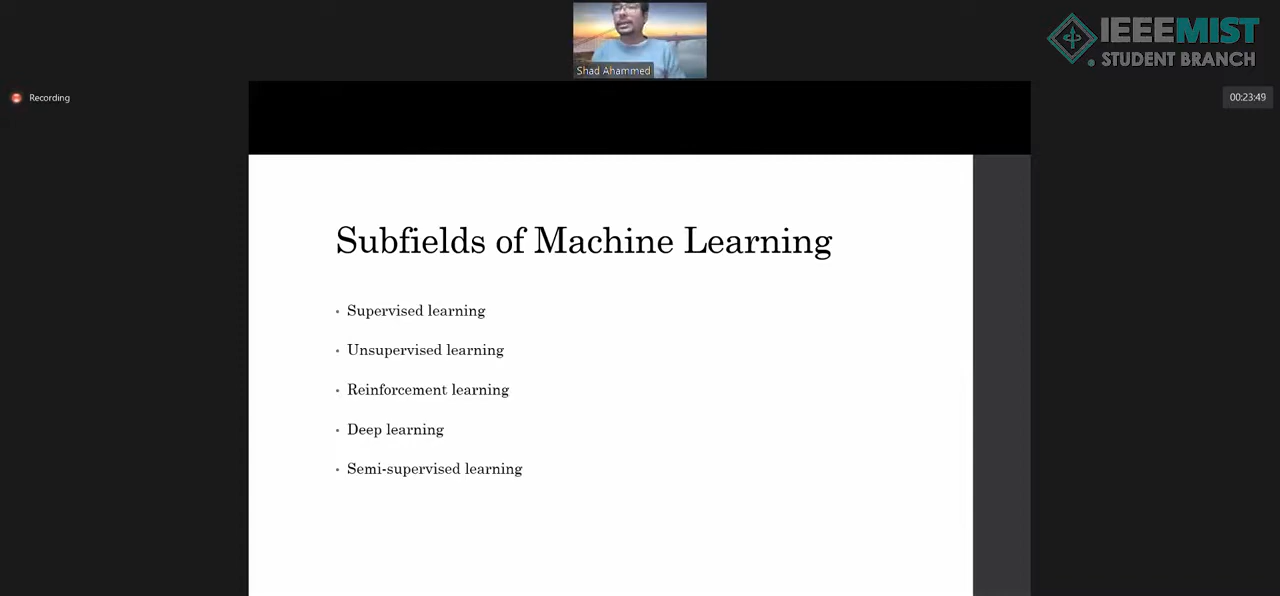 IEEEMIST
STUDENT BRANCH
Shad Ahammed
Recording
00:23:49
Subfields of Machine Learning
• Supervised learning
• Unsupervised learning
• Reinforcement learning
• Deep learning
• Semi-supervised learning